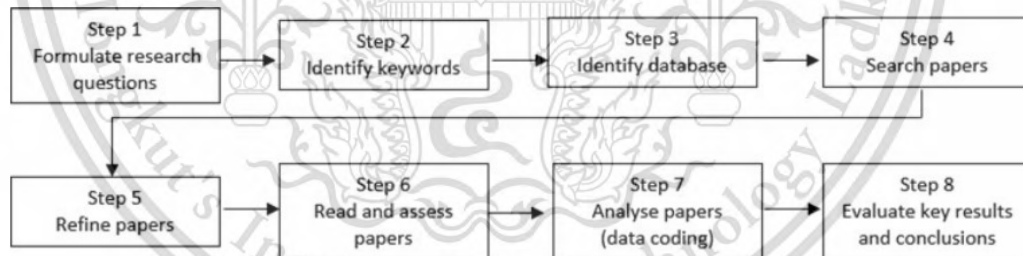 Step 1
Formulate research
questions
Step 2
Identify keywords
Step 3
Identify database
Step 4
Search papers
Step 5
Refine papers
Step 6
Read and assess
papers
Step 7
Analyse papers
(data coding)
Step 8
Evaluate key results
and conclusions